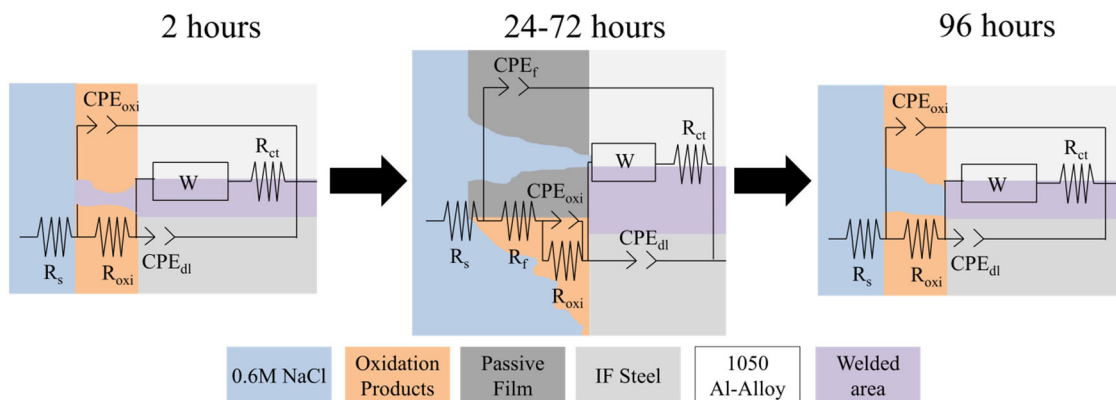 2 hours
24-72 hours
96 hours
CPEoxi
Rct
W
Rs
Roxi
CPEdl
CPEf
Rct
W
CPEoxi
Rs
Rf
Roxi
CPEdl
CPEoxi
Rct
W
Rs
Roxi
CPEdl
0.6M NaCl
Oxidation
Products
Passive
Film
IF Steel
1050
Al-Alloy
Welded
area